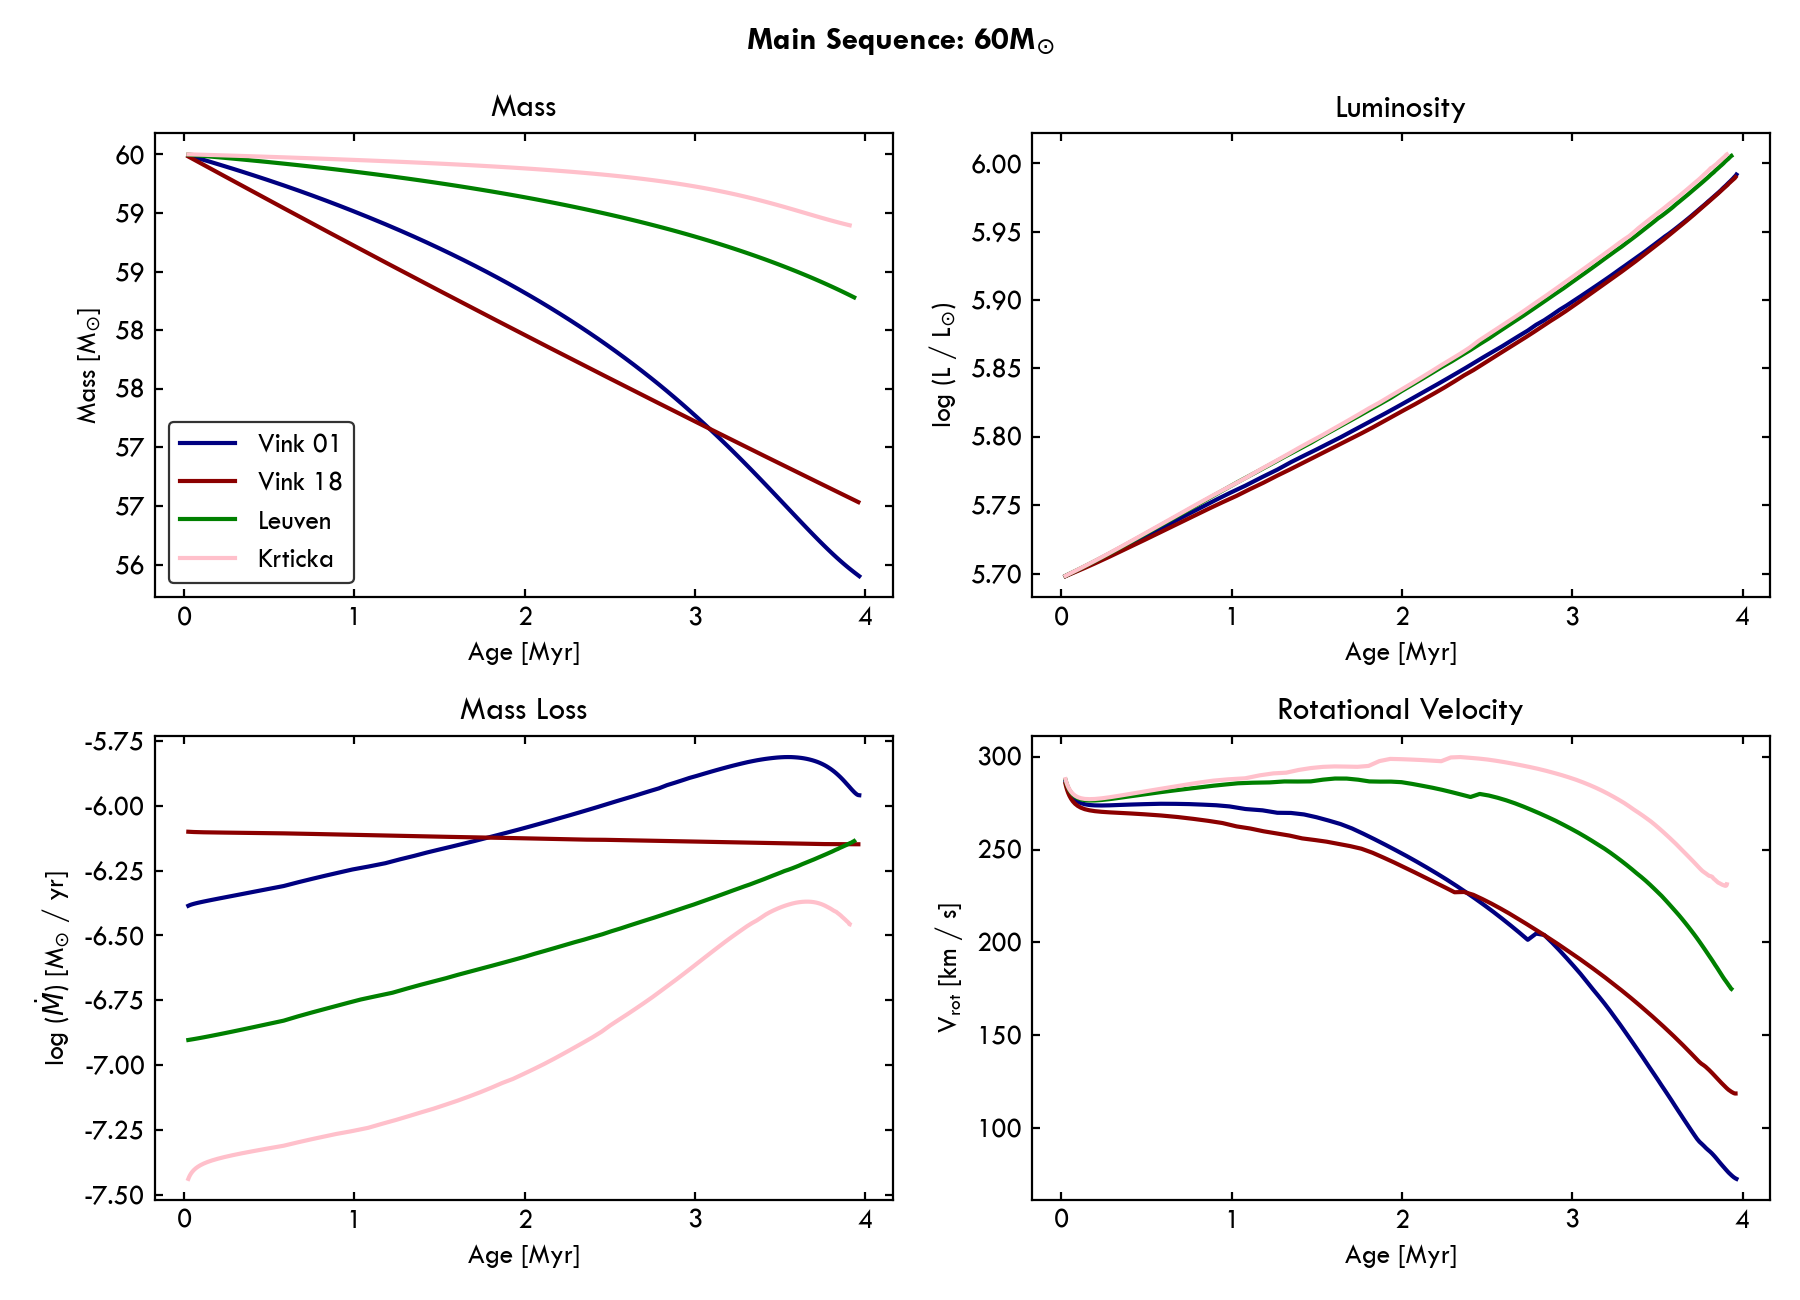 Main Sequence: 60M☉
Mass
Mass [M☉]
60
59
59
58
58
57
57
56
Vink 01
Vink 18
Leuven
Krticka
0 1 2 3 4
Age [Myr]
Luminosity
log (L / L☉)
6.00
5.95
5.90
5.85
5.80
5.75
5.70
0 1 2 3 4
Age [Myr]
Mass Loss
log (Ṁ) [M☉ / yr]
-5.75
-6.00
-6.25
-6.50
-6.75
-7.00
-7.25
-7.50
0 1 2 3 4
Age [Myr]
Rotational Velocity
Vrot [km / s]
300
250
200
150
100
0 1 2 3 4
Age [Myr]